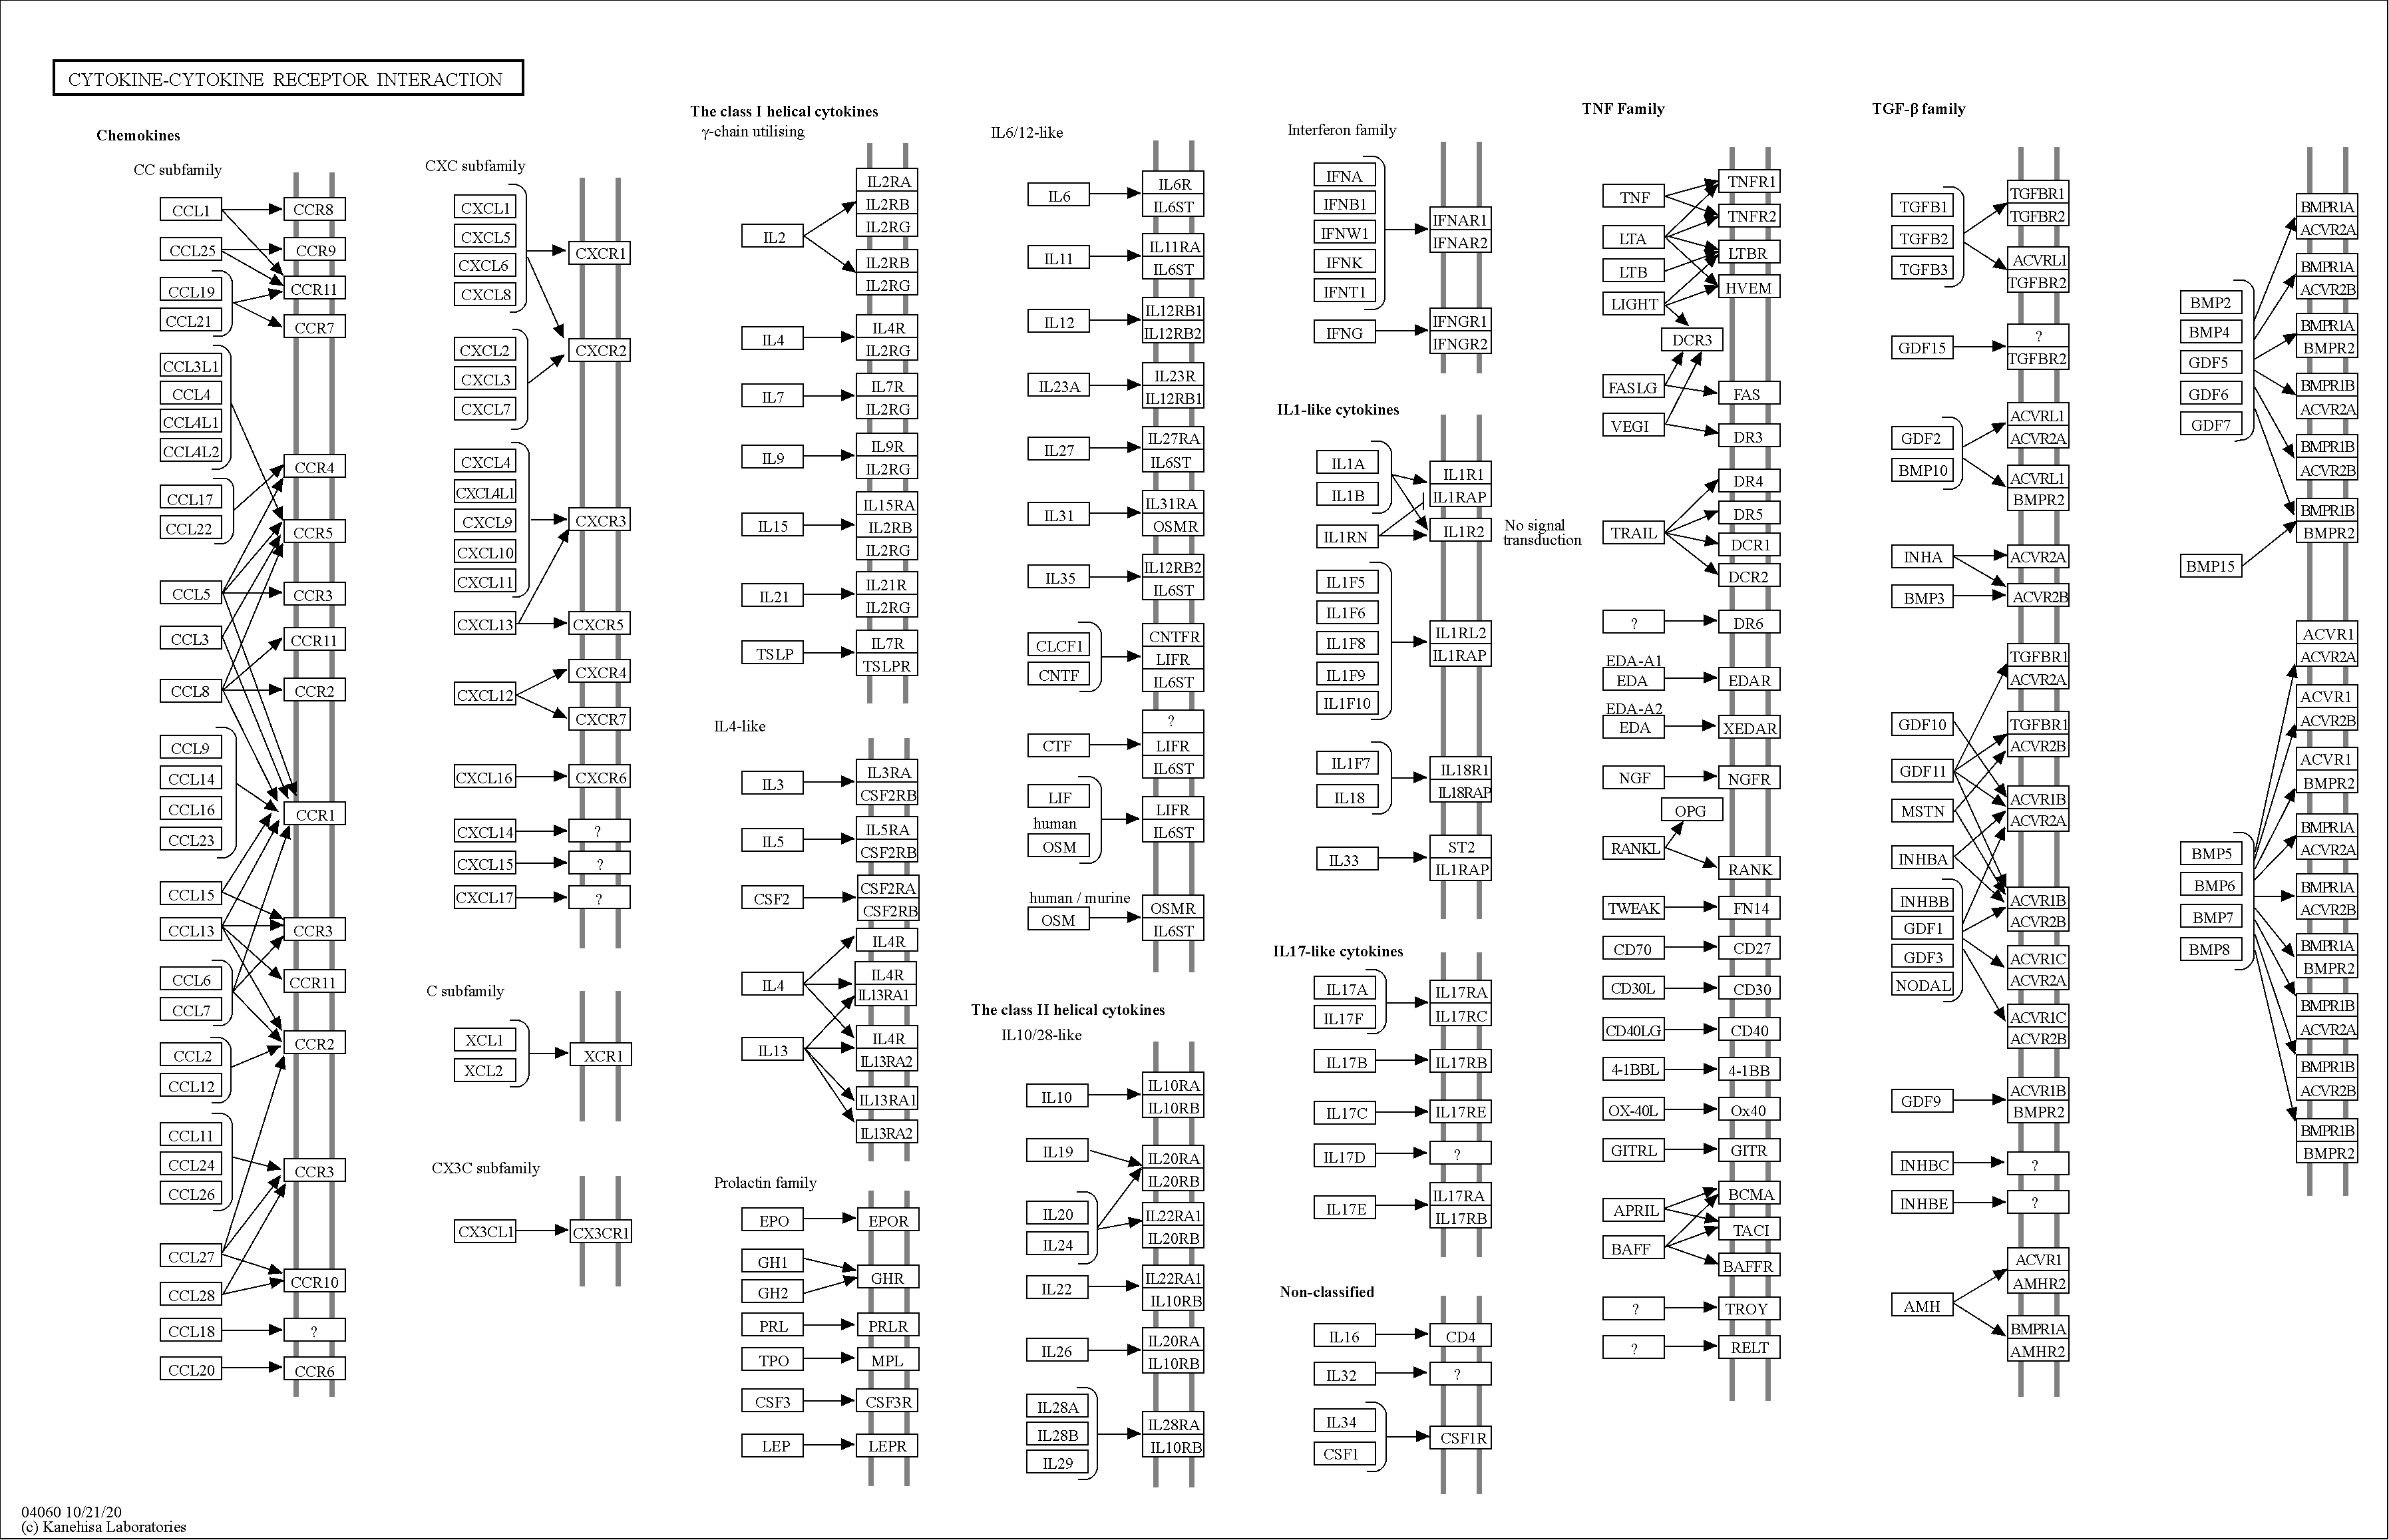 CYTOKINE-CYTOKINE RECEPTOR INTERACTION
Chemokines
CC subfamily
CCL1
CCL25
CCL19
CCL21
CCL3L1
CCL4
CCL4L1
CCL4L2
CCL17
CCL22
CCL5
CCL3
CCL8
CCL9
CCL14
CCL16
CCL23
CCL15
CCL13
CCL6
CCL7
CCL2
CCL12
CCL11
CCL24
CCL26
CCL27
CCL28
CCL18
CCL20
CCR8
CCR9
CCR11
CCR7
CCR4
CCR5
CCR3
CCR11
CCR2
CCR1
CCR3
CCR11
CCR2
CCR3
CCR10
?
CCR6
CXC subfamily
CXCL1
CXCL5
CXCL6
CXCL8
CXCL2
CXCL3
CXCL7
CXCL4
CXCL4L1
CXCL9
CXCL10
CXCL11
CXCL13
CXCL12
CXCL16
CXCL14
CXCL15
CXCL17
CXCR1
CXCR2
CXCR3
CXCR5
CXCR4
CXCR7
CXCR6
?
?
?
C subfamily
XCL1
XCL2
XCR1
CX3C subfamily
CX3CL1
CX3CR1
The class I helical cytokines
γ-chain utilising
IL2
IL4
IL7
IL9
IL15
IL21
TSLP
IL2RA
IL2RB
IL2RG
IL2RB
IL2RG
IL4R
IL2RG
IL7R
IL2RG
IL9R
IL2RG
IL15RA
IL2RB
IL2RG
IL21R
IL2RG
IL7R
TSLPR
IL4-like
IL3
IL5
CSF2
IL4
IL13
IL3RA
CSF2RB
IL5RA
CSF2RB
CSF2RA
CSF2RB
IL4R
IL4R
IL13RA1
IL4R
IL13RA2
IL13RA1
IL13RA2
Prolactin family
EPO
GH1
GH2
PRL
TPO
CSF3
LEP
EPOR
GHR
PRLR
MPL
CSF3R
LEPR
IL6/12-like
IL6
IL11
IL12
IL23A
IL27
IL31
IL35
CLCF1
CNTF
CTF
LIF
human
OSM
human / murine
OSM
IL6R
IL6ST
IL11RA
IL6ST
IL12RB1
IL12RB2
IL23R
IL12RB1
IL27RA
IL6ST
IL31RA
OSMR
IL12RB2
IL6ST
CNTFR
LIFR
IL6ST
?
LIFR
IL6ST
LIFR
IL6ST
OSMR
IL6ST
The class II helical cytokines
IL10/28-like
IL10
IL19
IL20
IL24
IL22
IL26
IL28A
IL28B
IL29
IL10RA
IL10RB
IL20RA
IL20RB
IL22RA1
IL20RB
IL22RA1
IL10RB
IL20RA
IL10RB
IL28RA
IL10RB
Interferon family
IFNA
IFNB1
IFNW1
IFNK
IFNT1
IFNG
IFNAR1
IFNAR2
IFNGR1
IFNGR2
IL1-like cytokines
IL1A
IL1B
IL1RN
IL1F5
IL1F6
IL1F8
IL1F9
IL1F10
IL1F7
IL18
IL33
IL1R1
IL1RAP
IL1R2
No signal
transduction
IL1RL2
IL1RAP
IL18R1
IL18RAP
ST2
IL1RAP
IL17-like cytokines
IL17A
IL17F
IL17B
IL17C
IL17D
IL17E
IL17RA
IL17RC
IL17RB
IL17RE
?
IL17RA
IL17RB
Non-classified
IL16
IL32
IL34
CSF1
CD4
?
CSF1R
TNF Family
TNF
LTA
LTB
LIGHT
DCR3
FASLG
VEGI
TRAIL
?
EDA-A1
EDA
EDA-A2
EDA
NGF
OPG
RANKL
TWEAK
CD70
CD30L
CD40LG
4-1BBL
OX-40L
GITRL
APRIL
BAFF
?
?
TNFR1
TNFR2
LTBR
HVEM
FAS
DR3
DR4
DR5
DCR1
DCR2
DR6
EDAR
XEDAR
NGFR
RANK
FN14
CD27
CD30
CD40
4-1BB
Ox40
GITR
BCMA
TACI
BAFFR
TROY
RELT
TGF-β family
TGFB1
TGFB2
TGFB3
GDF15
GDF2
BMP10
INHA
BMP3
GDF10
GDF11
MSTN
INHBA
INHBB
GDF1
GDF3
NODAL
GDF9
INHBC
INHBE
AMH
TGFBR1
TGFBR2
ACVRL1
TGFBR2
?
TGFBR2
ACVRL1
ACVR2A
ACVRL1
BMPR2
ACVR2A
ACVR2B
TGFBR1
ACVR2A
TGFBR1
ACVR2B
ACVR1B
ACVR2A
ACVR1B
ACVR2B
ACVR1C
ACVR2A
ACVR1C
ACVR2B
ACVR1B
BMPR2
?
?
ACVR1
AMHR2
BMPR1A
AMHR2
BMP2
BMP4
GDF5
GDF6
GDF7
BMP15
BMP5
BMP6
BMP7
BMP8
BMPR1A
ACVR2A
BMPR1A
ACVR2B
BMPR1A
BMPR2
BMPR1B
ACVR2A
BMPR1B
ACVR2B
BMPR1B
BMPR2
ACVR1
ACVR2A
ACVR1
ACVR2B
ACVR1
BMPR2
BMPR1A
ACVR2A
BMPR1A
ACVR2B
BMPR1A
BMPR2
BMPR1B
ACVR2A
BMPR1B
ACVR2B
BMPR1B
BMPR2
04060 10/21/20
(c) Kanehisa Laboratories